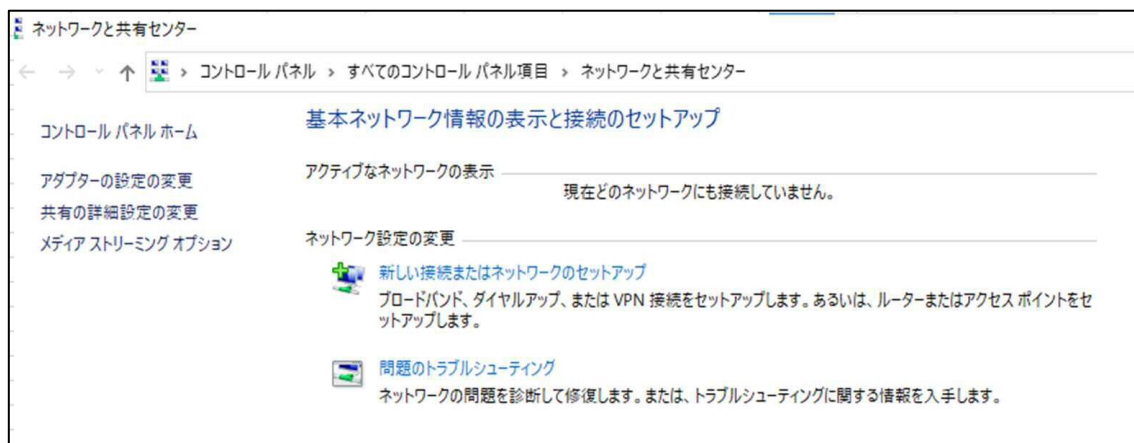 ネットワークと共有センター
コントロール パネル › すべてのコントロール パネル項目 › ネットワークと共有センター
コントロール パネル ホーム
アダプターの設定の変更
共有の詳細設定の変更
メディア ストリーミング オプション
基本ネットワーク情報の表示と接続のセットアップ
アクティブなネットワークの表示
現在どのネットワークにも接続していません。
ネットワーク設定の変更
新しい接続またはネットワークのセットアップ
ブロードバンド、ダイヤルアップ、または VPN 接続をセットアップします。あるいは、ルーターまたはアクセス ポイントをセ
ットアップします。
問題のトラブルシューティング
ネットワークの問題を診断して修復します。または、トラブルシューティングに関する情報を入手します。